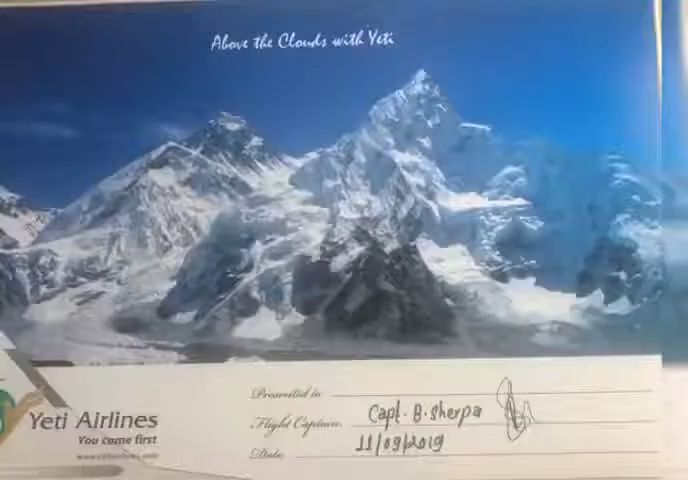 Above the Clouds with Yeti
Presented to
Flight Captain. Capt. B. Sherpa
Date 11/09/2019
Yeti Airlines
You come first